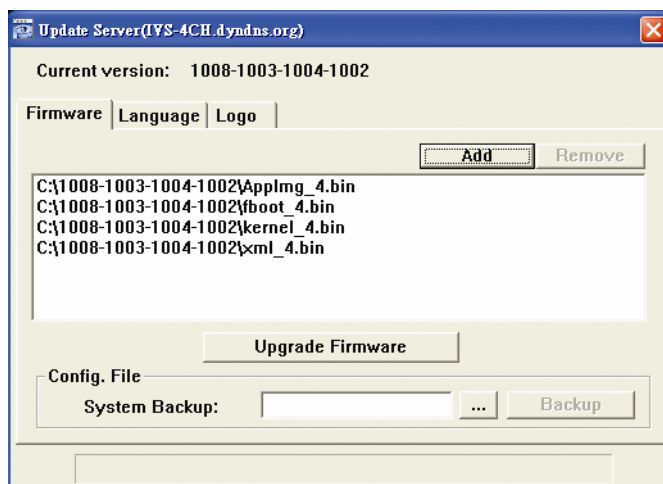 Update Server(IVS-4CH.dyndns.org)
Current version: 1008-1003-1004-1002
Firmware Language Logo
Add Remove
C:\1008-1003-1004-1002\AppImg_4.bin
C:\1008-1003-1004-1002\fboot_4.bin
C:\1008-1003-1004-1002\kernel_4.bin
C:\1008-1003-1004-1002\xml_4.bin
Upgrade Firmware
Config. File
System Backup: ... Backup